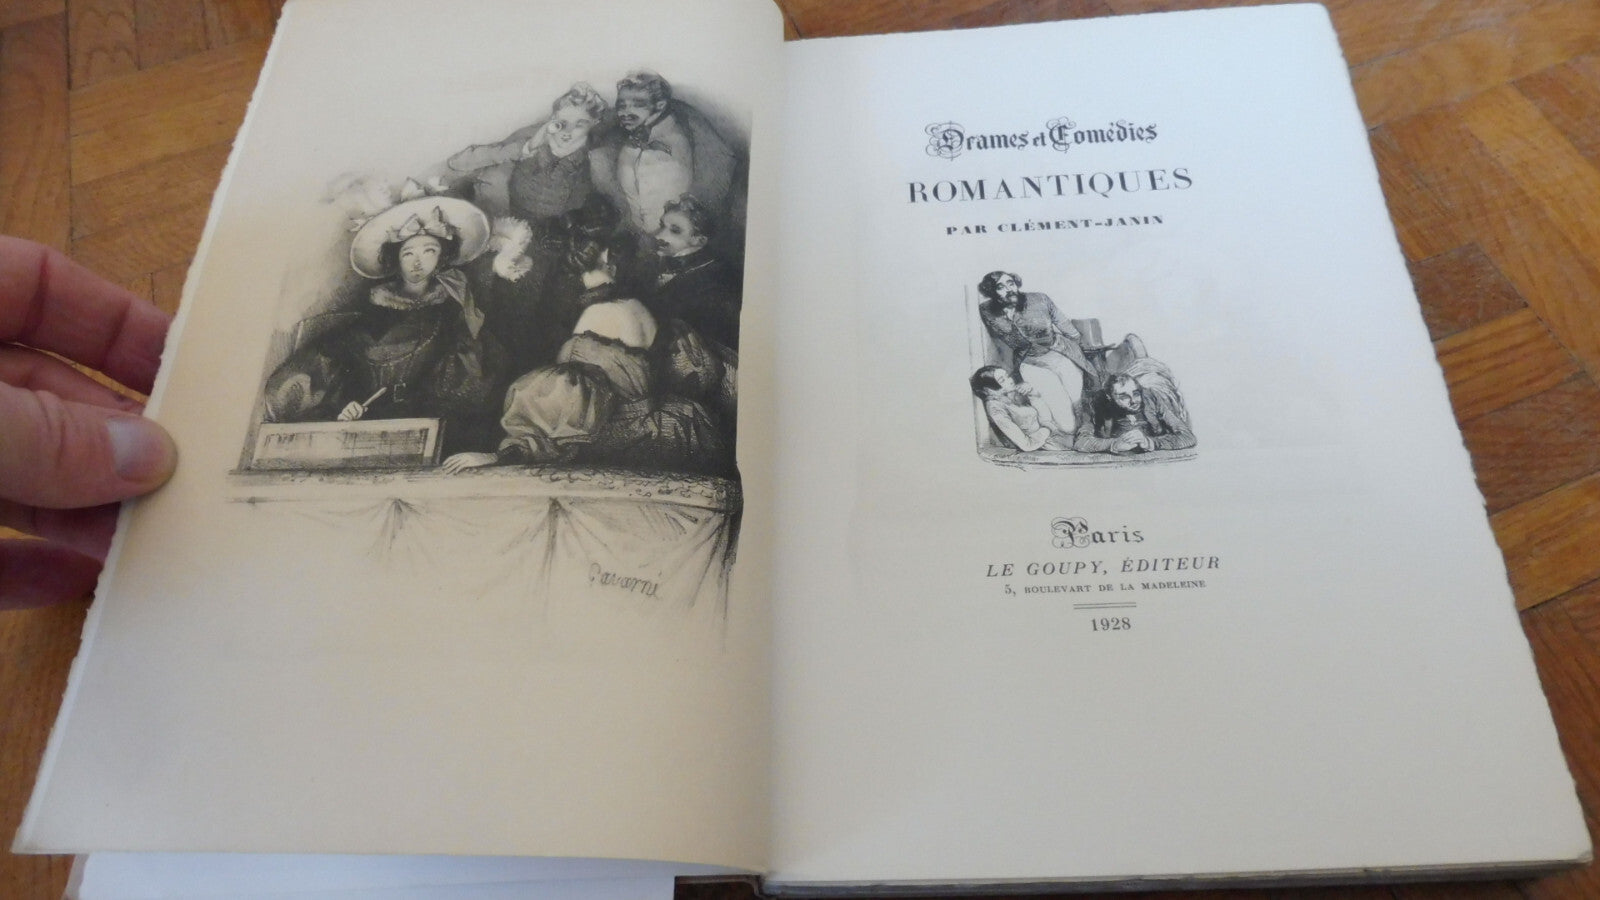 Gavarni
Drames et Comédies
ROMANTIQUES
PAR CLÉMENT-JANIN
Paris
LE GOUPY, ÉDITEUR
5, BOULEVART DE LA MADELEINE
1928